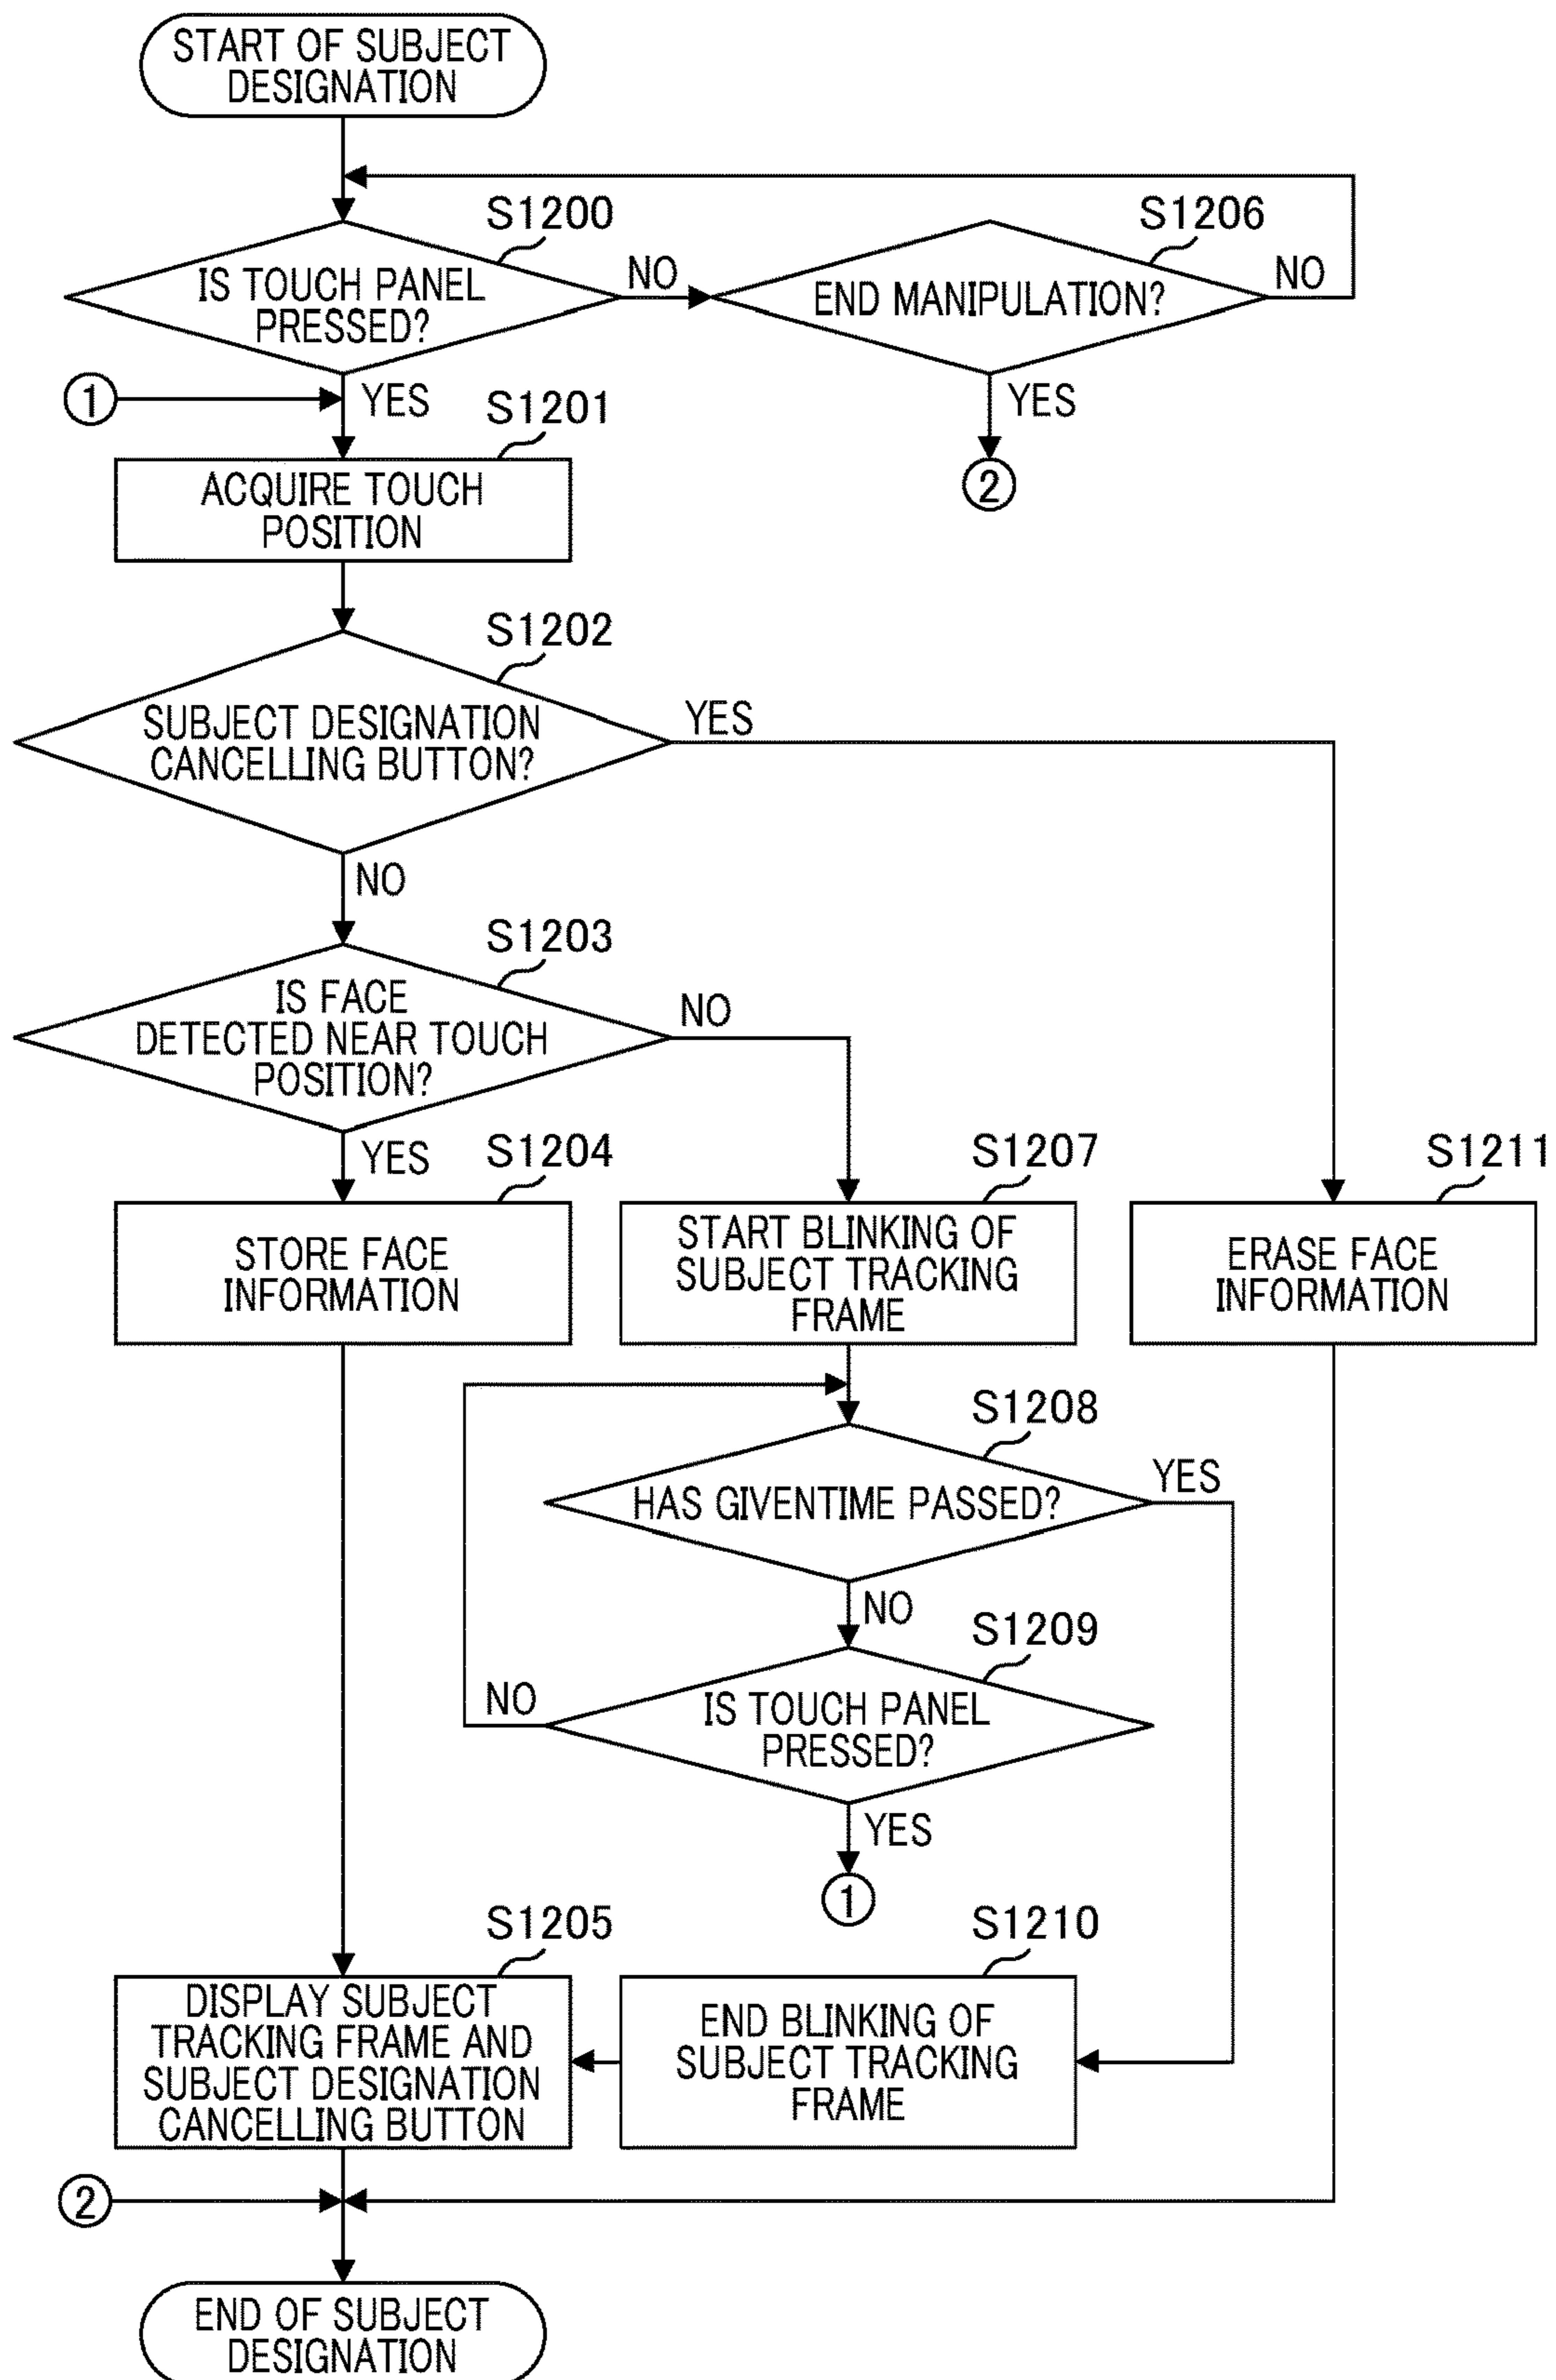 START OF SUBJECT
DESIGNATION
S1200
IS TOUCH PANEL
PRESSED?
NO
S1206
END MANIPULATION?
NO
YES
②
①
YES
S1201
ACQUIRE TOUCH
POSITION
S1202
SUBJECT DESIGNATION
CANCELLING BUTTON?
YES
NO
S1203
IS FACE
DETECTED NEAR TOUCH
POSITION?
NO
YES
S1204
STORE FACE
INFORMATION
S1207
START BLINKING OF
SUBJECT TRACKING
FRAME
S1211
ERASE FACE
INFORMATION
S1208
HAS GIVENTIME PASSED?
YES
NO
S1209
IS TOUCH PANEL
PRESSED?
NO
YES
①
S1205
DISPLAY SUBJECT
TRACKING FRAME AND
SUBJECT DESIGNATION
CANCELLING BUTTON
S1210
END BLINKING OF
SUBJECT TRACKING
FRAME
②
END OF SUBJECT
DESIGNATION